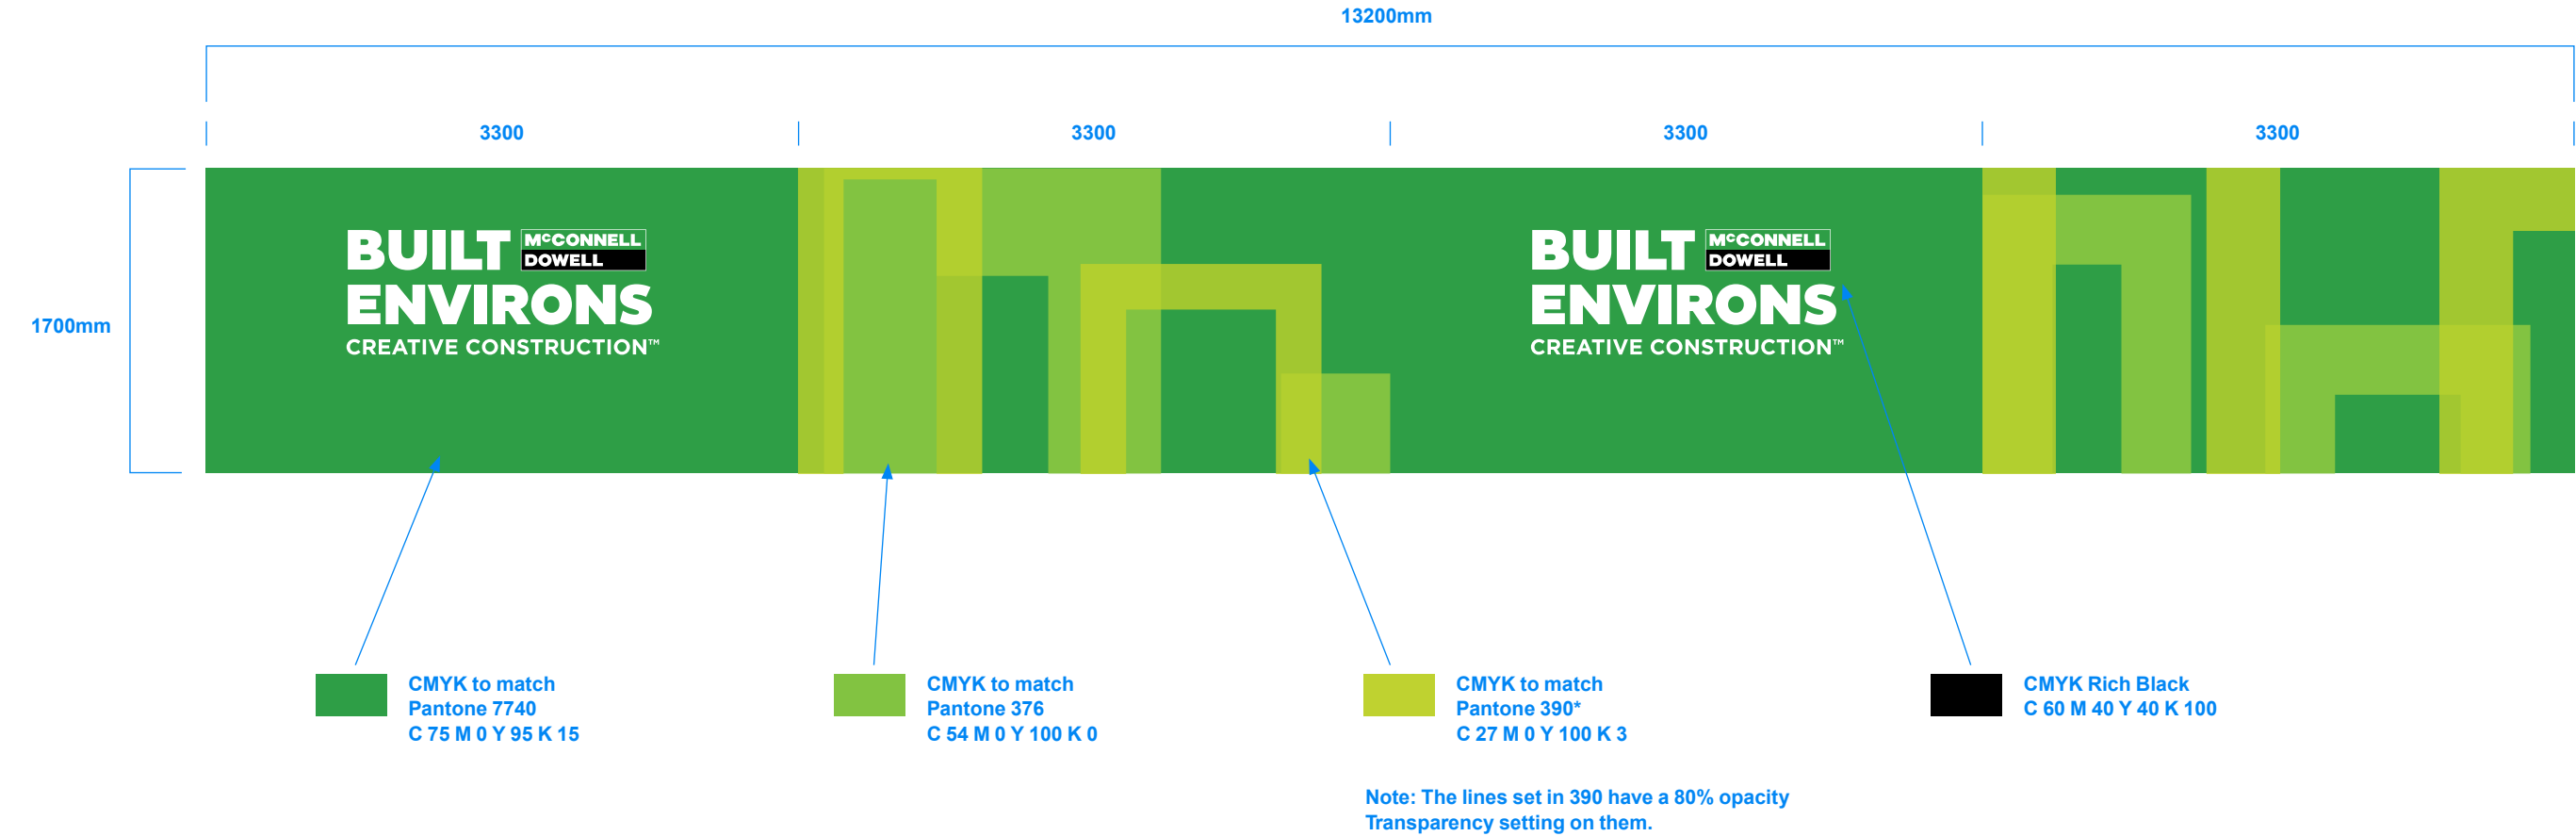 13200mm
3300
3300
3300
3300
1700mm
BUILT
McCONNELL
DOWELL
ENVIRONS
CREATIVE CONSTRUCTION™
BUILT
McCONNELL
DOWELL
ENVIRONS
CREATIVE CONSTRUCTION™
CMYK to match
Pantone 7740
C 75 M 0 Y 95 K 15
CMYK to match
Pantone 376
C 54 M 0 Y 100 K 0
CMYK to match
Pantone 390*
C 27 M 0 Y 100 K 3
CMYK Rich Black
C 60 M 40 Y 40 K 100
Note: The lines set in 390 have a 80% opacity
Transparency setting on them.